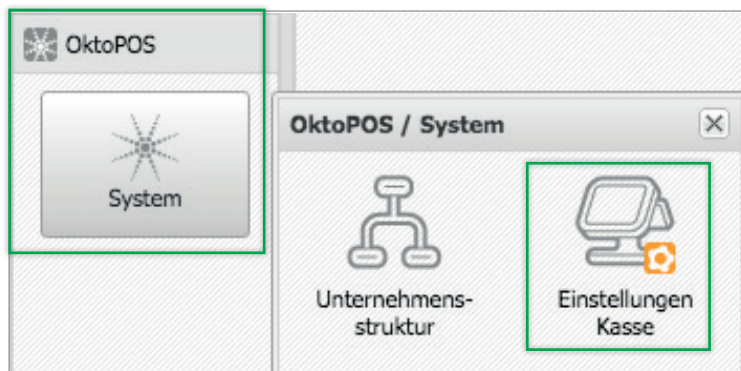 OktoPOS
System
OktoPOS / System
Unternehmens-
struktur
Einstellungen
Kasse